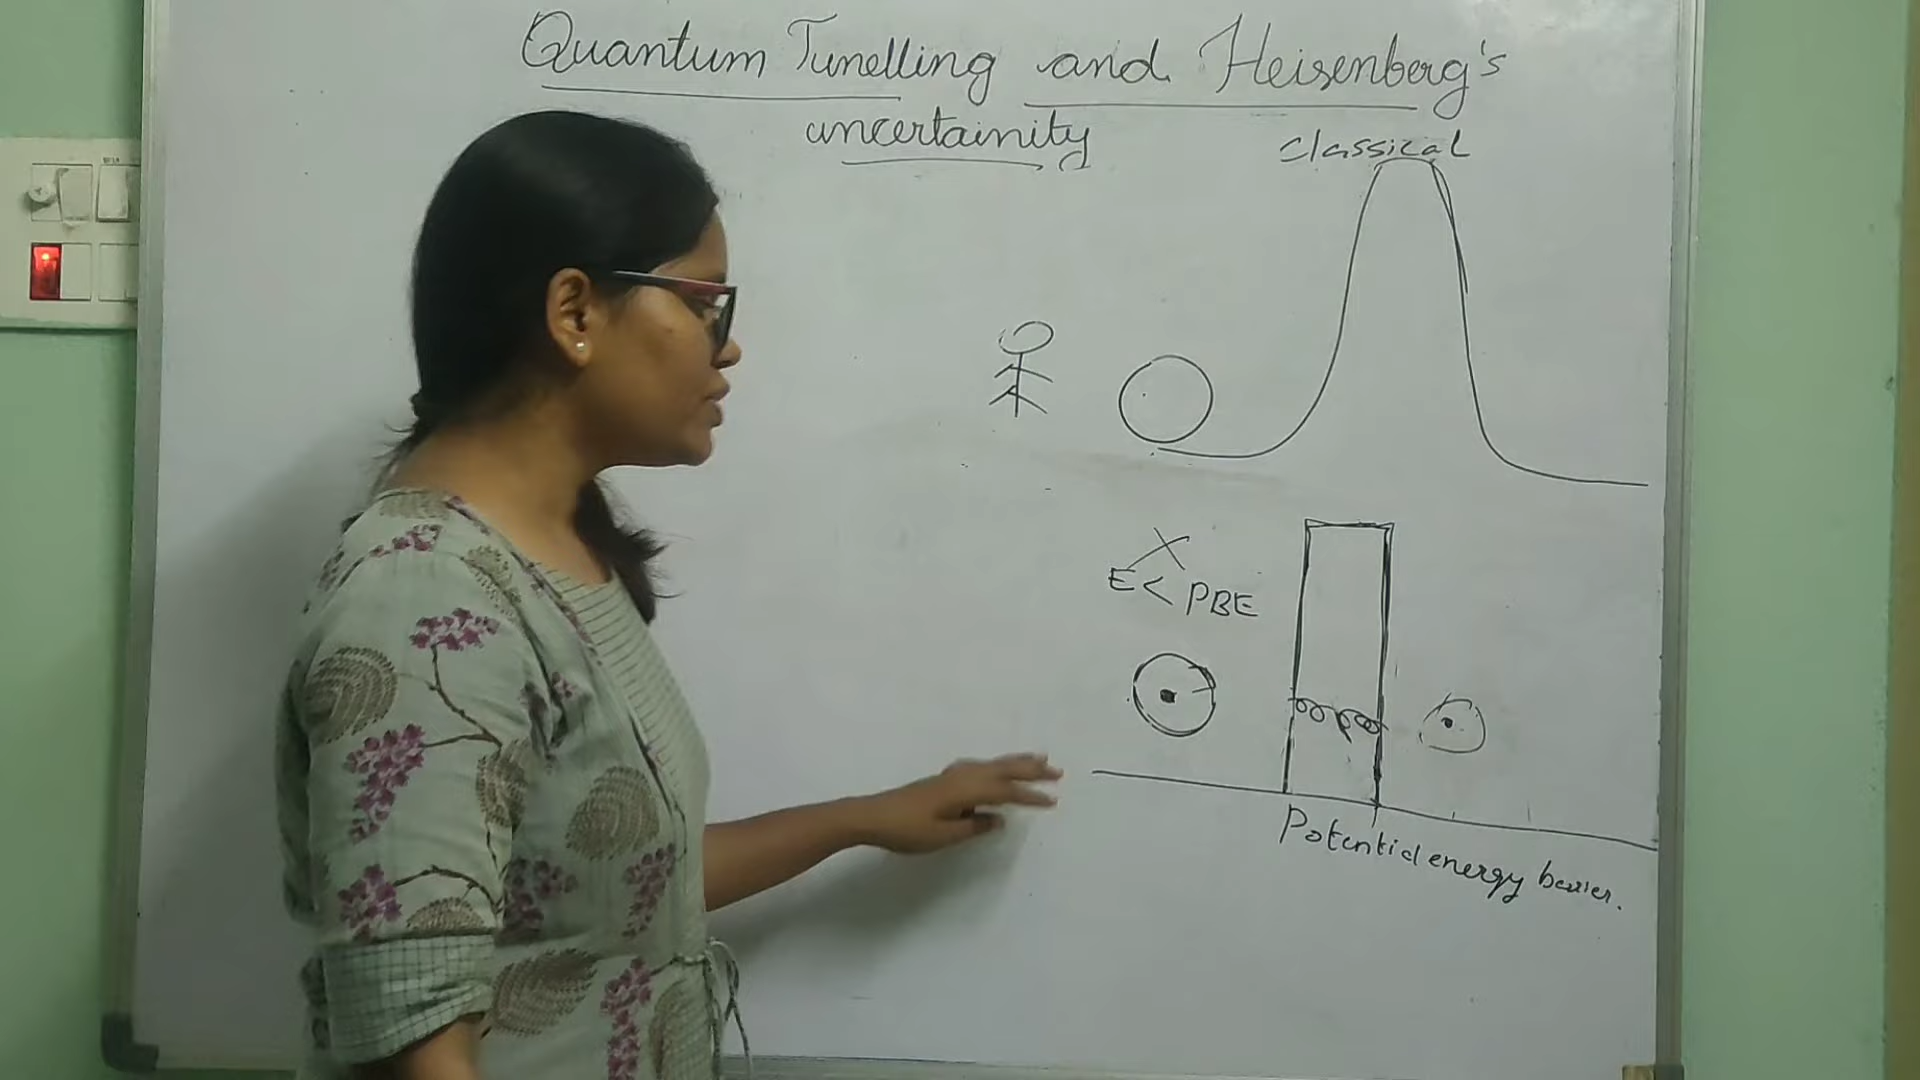 Quantum Tunelling and Heisenberg's
uncertainity
classical
E < PBE
Potential energy barrier.